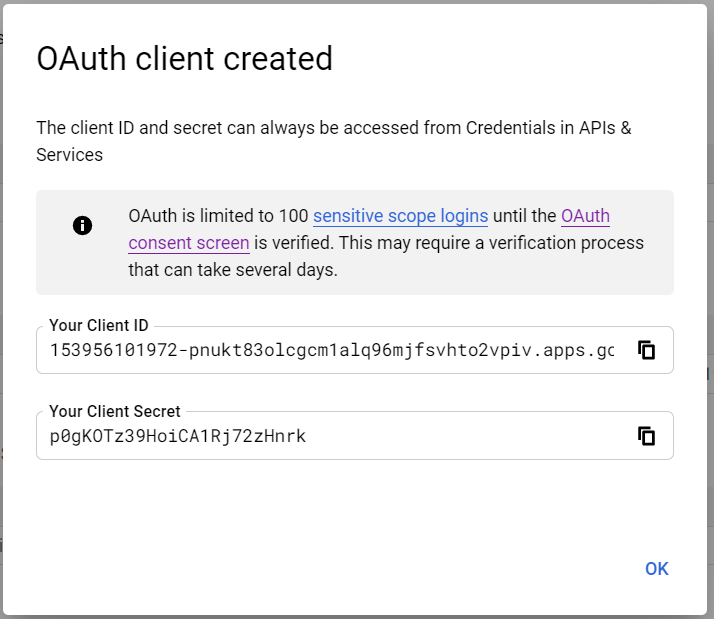 OAuth client created
The client ID and secret can always be accessed from Credentials in APIs &
Services
OAuth is limited to 100 sensitive scope logins until the OAuth
consent screen is verified. This may require a verification process
that can take several days.
Your Client ID
153956101972-pnukt83olcgcm1alq96mjfsvhto2vpiv.apps.gc
Your Client Secret
p0gKOTz39HoiCA1Rj72zHnrk
OK